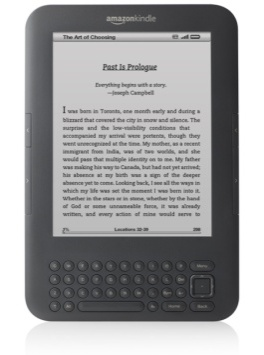 amazonkindle
The Art of Choosing
Past Is Prologue
Everything begins with a story.
—Joseph Campbell
I was born in Toronto, one month early and during a
blizzard that covered the city in snow and silence. The
surprise and the low-visibility conditions that
accompanied my arrival were portents, though they
went unrecognized at the time. My mother, as a recent
immigrant from India, was of two worlds, and she
would pass that multiple identity on to me. My father
was making his way to Canada, but had not yet arrived;
his absence at my birth was a sign of the deeper
absence yet to come. Looking back, I see all the ways in
which my life was set the moment I was born into it.
Whether in the stars or in stone, whether by the hand
of God or some unnameable force, it was already
written, and every action of mine would serve to
Menu
Home
Back